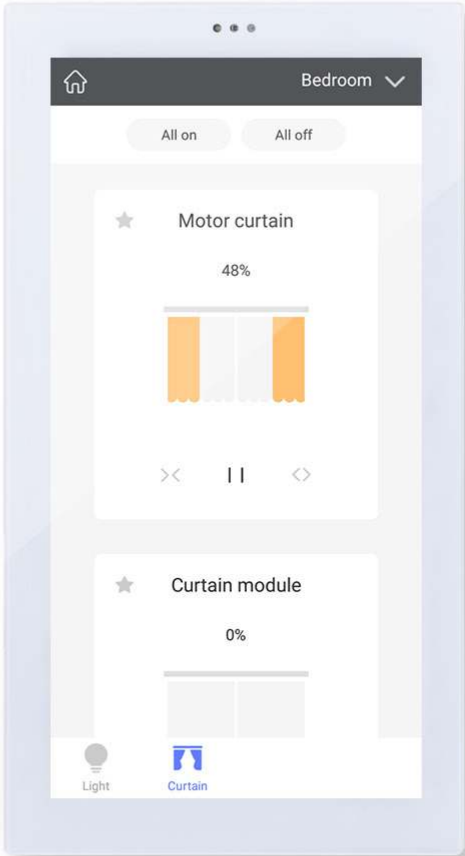 Bedroom
All on All off
Motor curtain
48%
Curtain module
0%
Light Curtain